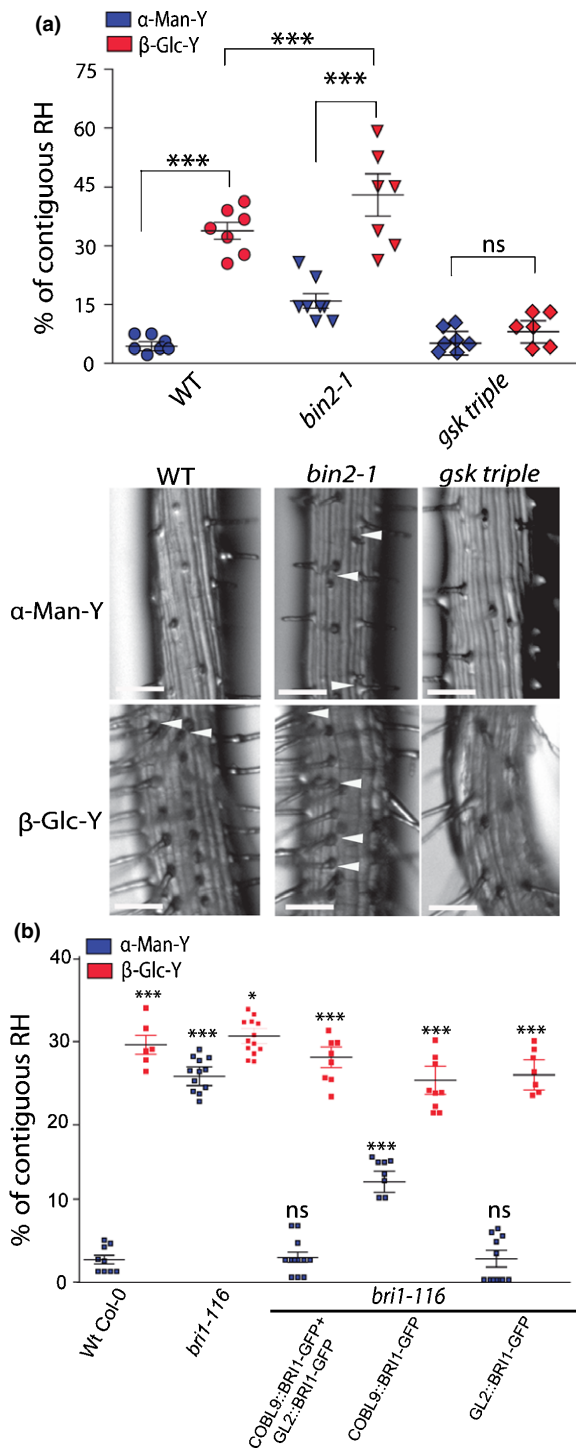 (a)
α-Man-Y
β-Glc-Y
***
***
***
ns
% of contiguous RH
75
60
45
30
15
0
WT
bin2-1
gsk triple
WT
bin2-1
gsk triple
α-Man-Y
β-Glc-Y
(b)
α-Man-Y
β-Glc-Y
% of contiguous RH
40
30
20
10
0
***
***
*
***
***
***
ns
***
ns
Wt Col-0
bri1-116
bri1-116
COBL9::BRI1-GFP+
GL2::BRI1-GFP
COBL9::BRI1-GFP
GL2::BRI1-GFP